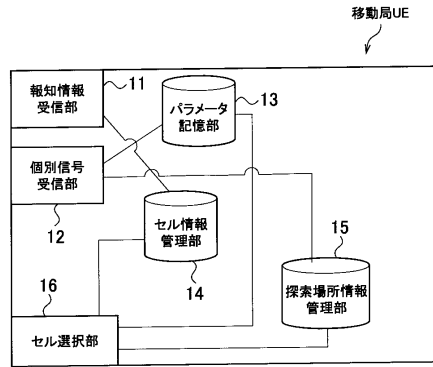 移動局UE
報知情報
受信部
11
パラメータ
記憶部
13
個別信号
受信部
12
セル情報
管理部
14
15
探索場所情報
管理部
16
セル選択部